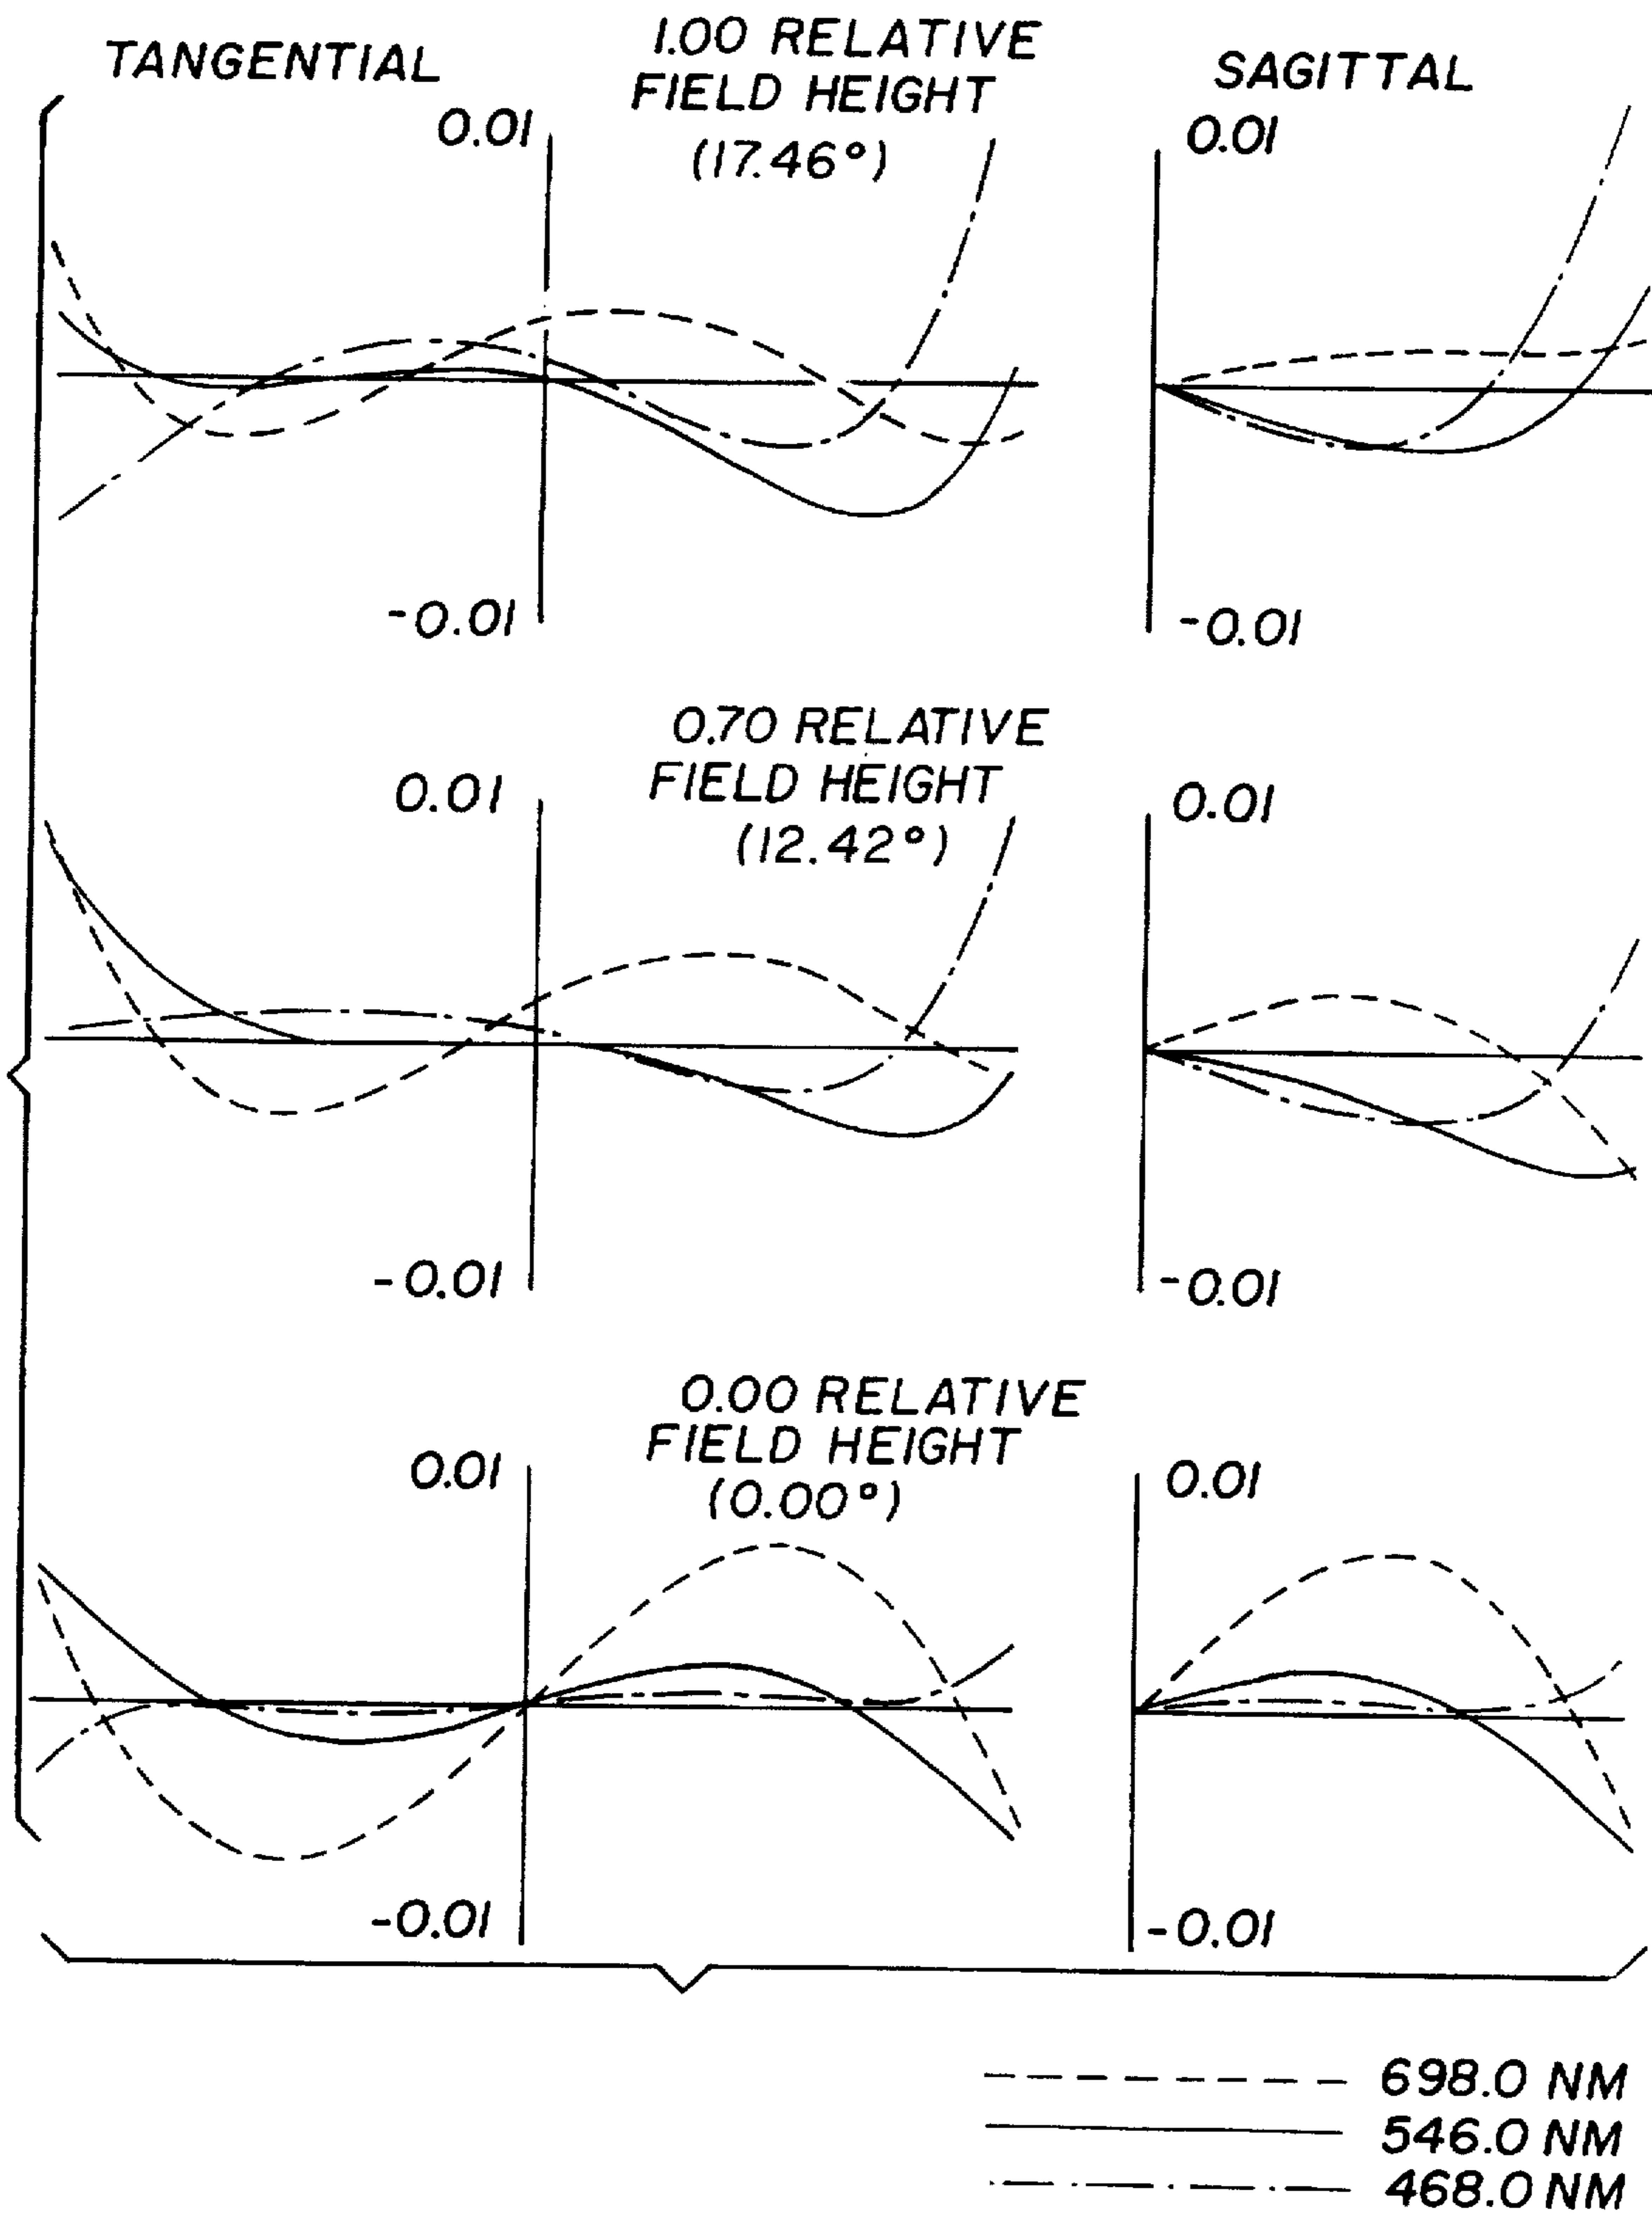 TANGENTIAL
1.00 RELATIVE
FIELD HEIGHT
(17.46°)
SAGITTAL
0.01
0.01
-0.01
-0.01
0.70 RELATIVE
FIELD HEIGHT
(12.42°)
0.01
0.01
-0.01
-0.01
0.00 RELATIVE
FIELD HEIGHT
(0.00°)
0.01
0.01
-0.01
-0.01
698.0 NM
546.0 NM
468.0 NM